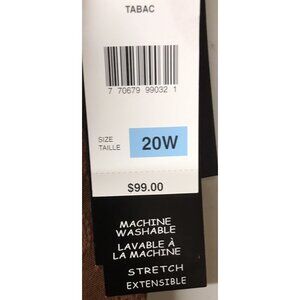 TABAC
7 70679 99032 1
SIZE
TAILLE
20W
$99.00
MACHINE
WASHABLE
LAVABLE À
LA MACHINE
STRETCH
EXTENSIBLE